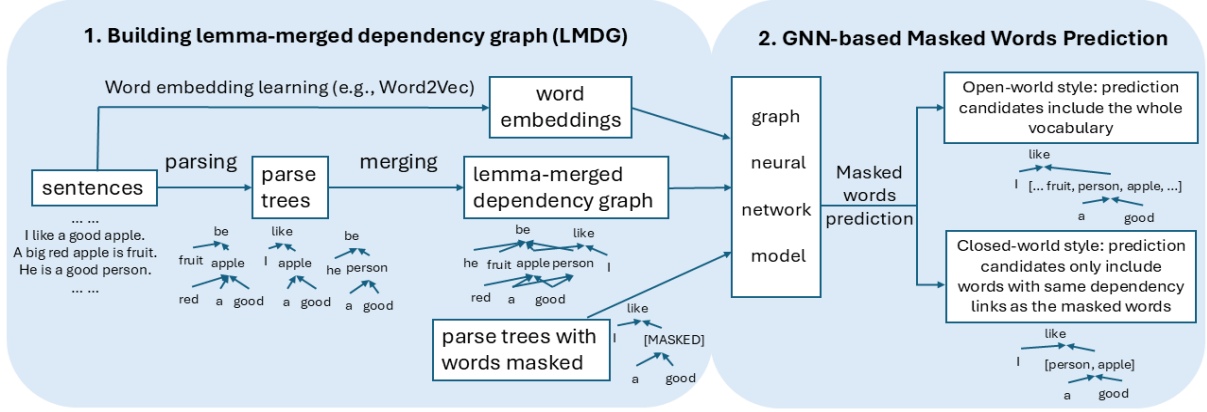 1. Building lemma-merged dependency graph (LMDG)
Word embedding learning (e.g., Word2Vec)
word
embeddings
parsing
merging
sentences
parse
trees
lemma-merged
dependency graph
... ...
I like a good apple.
A big red apple is fruit.
He is a good person.
... ...
be
fruit apple
red a good
like
I apple
a good
be
he person
a good
be like
he fruit apple person I
red a good
parse trees with
words masked
like
I [MASKED]
a good
2. GNN-based Masked Words Prediction
graph
neural
network
model
Masked
words
prediction
Open-world style: prediction
candidates include the whole
vocabulary
like
I [... fruit, person, apple, ...]
a good
Closed-world style: prediction
candidates only include
words with same dependency
links as the masked words
like
I [person, apple]
a good